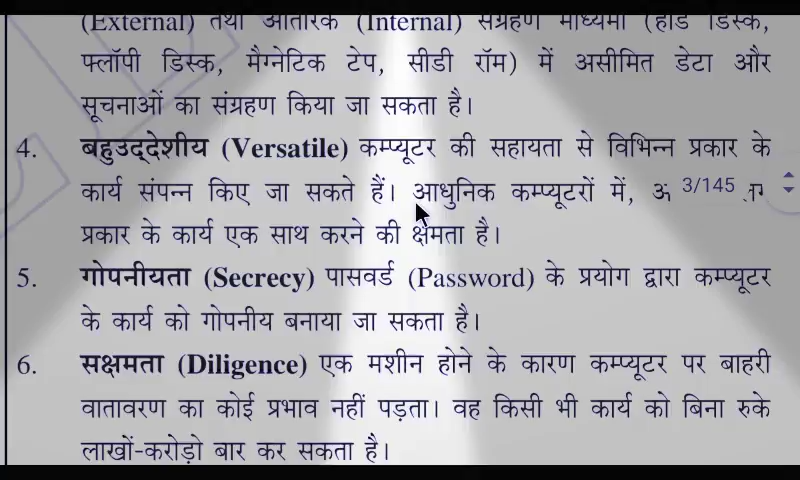 (External) तथा आंतरिक (Internal) संग्रहण माध्यमों (हार्ड डिस्क,
फ्लॉपी डिस्क, मैग्नेटिक टेप, सीडी रॉम) में असीमित डेटा और
सूचनाओं का संग्रहण किया जा सकता है।
4. बहुउद्देशीय (Versatile) कम्प्यूटर की सहायता से विभिन्न प्रकार के
कार्य संपन्न किए जा सकते हैं। आधुनिक कम्प्यूटरों में, 3/145
प्रकार के कार्य एक साथ करने की क्षमता है।
5. गोपनीयता (Secrecy) पासवर्ड (Password) के प्रयोग द्वारा कम्प्यूटर
के कार्य को गोपनीय बनाया जा सकता है।
6. सक्षमता (Diligence) एक मशीन होने के कारण कम्प्यूटर पर बाहरी
वातावरण का कोई प्रभाव नहीं पड़ता। वह किसी भी कार्य को बिना रुके
लाखों-करोड़ो बार कर सकता है।